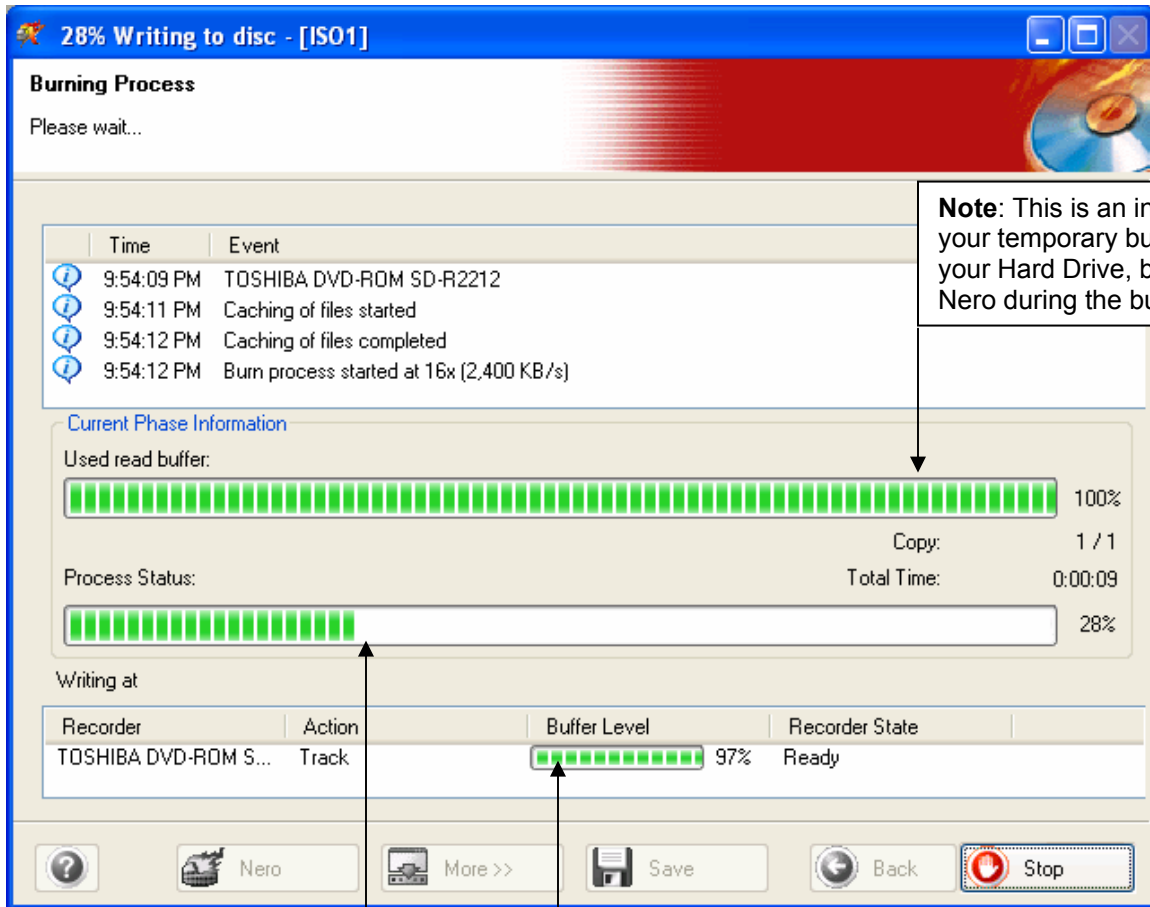 28% Writing to disc - [ISO1]
Burning Process
Please wait...
Note: This is an
your temporary
your Hard Drive,
Nero during the
Time Event
9:54:09 PM TOSHIBA DVD-ROM SD-R2212
9:54:11 PM Caching of files started
9:54:12 PM Caching of files completed
9:54:12 PM Burn process started at 16x (2,400 KB/s)
Current Phase Information
Used read buffer:
100%
Copy: 1 / 1
Process Status: Total Time: 0:00:09
28%
Writing at
Recorder Action Buffer Level Recorder State
TOSHIBA DVD-ROM S... Track 97% Ready
? Nero More >> Save Back Stop